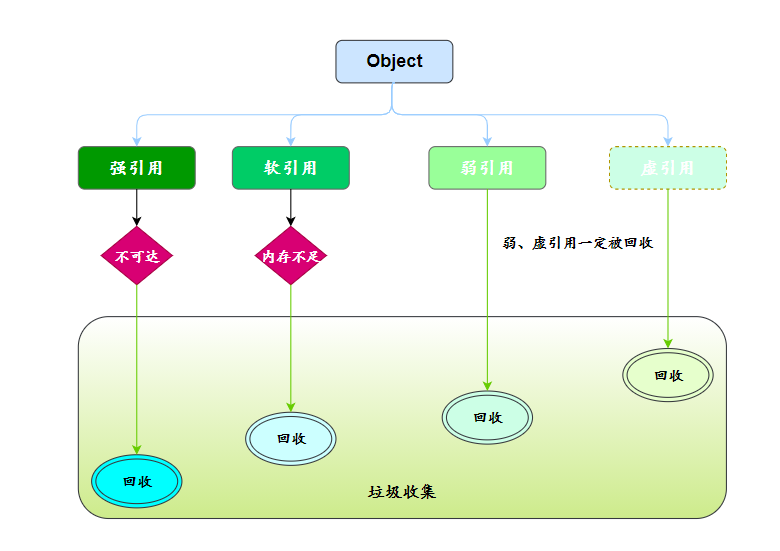 Object
强引用
软引用
弱引用
虚引用
不可达
内存不足
弱、虚引用一定被回收
回收
回收
回收
回收
垃圾收集